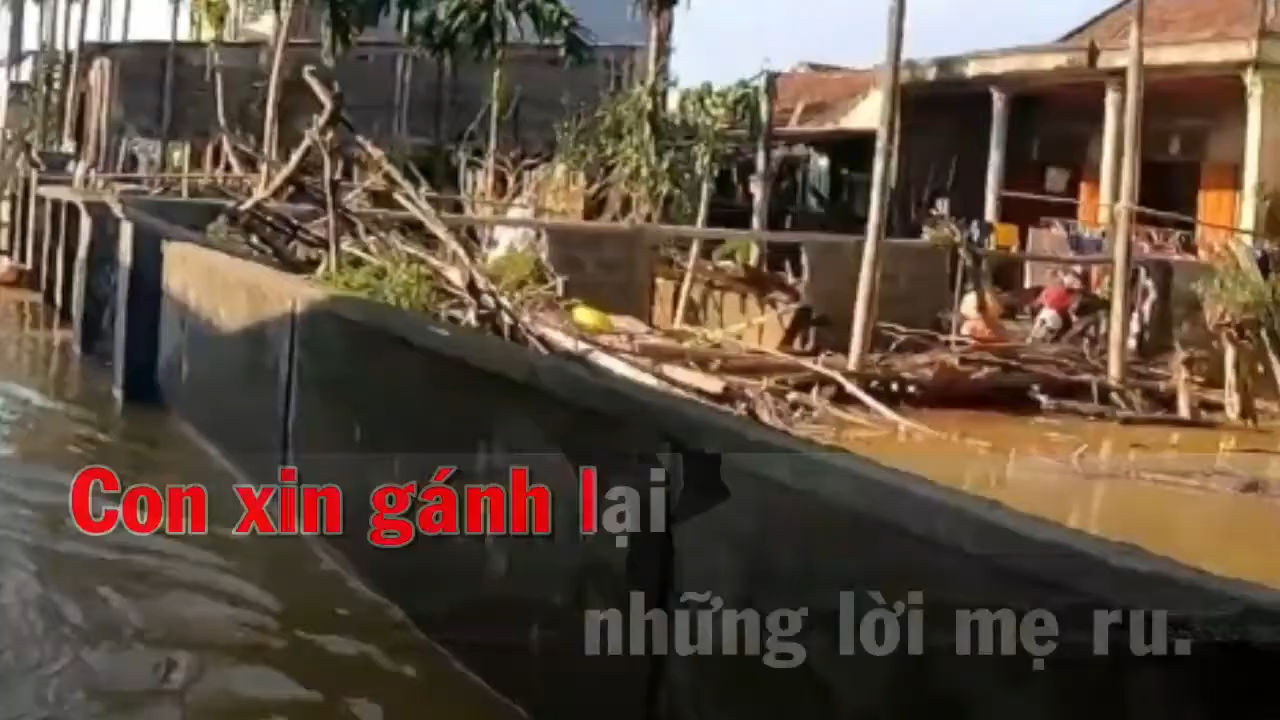 Con xin gánh lại
những lời mẹ ru.